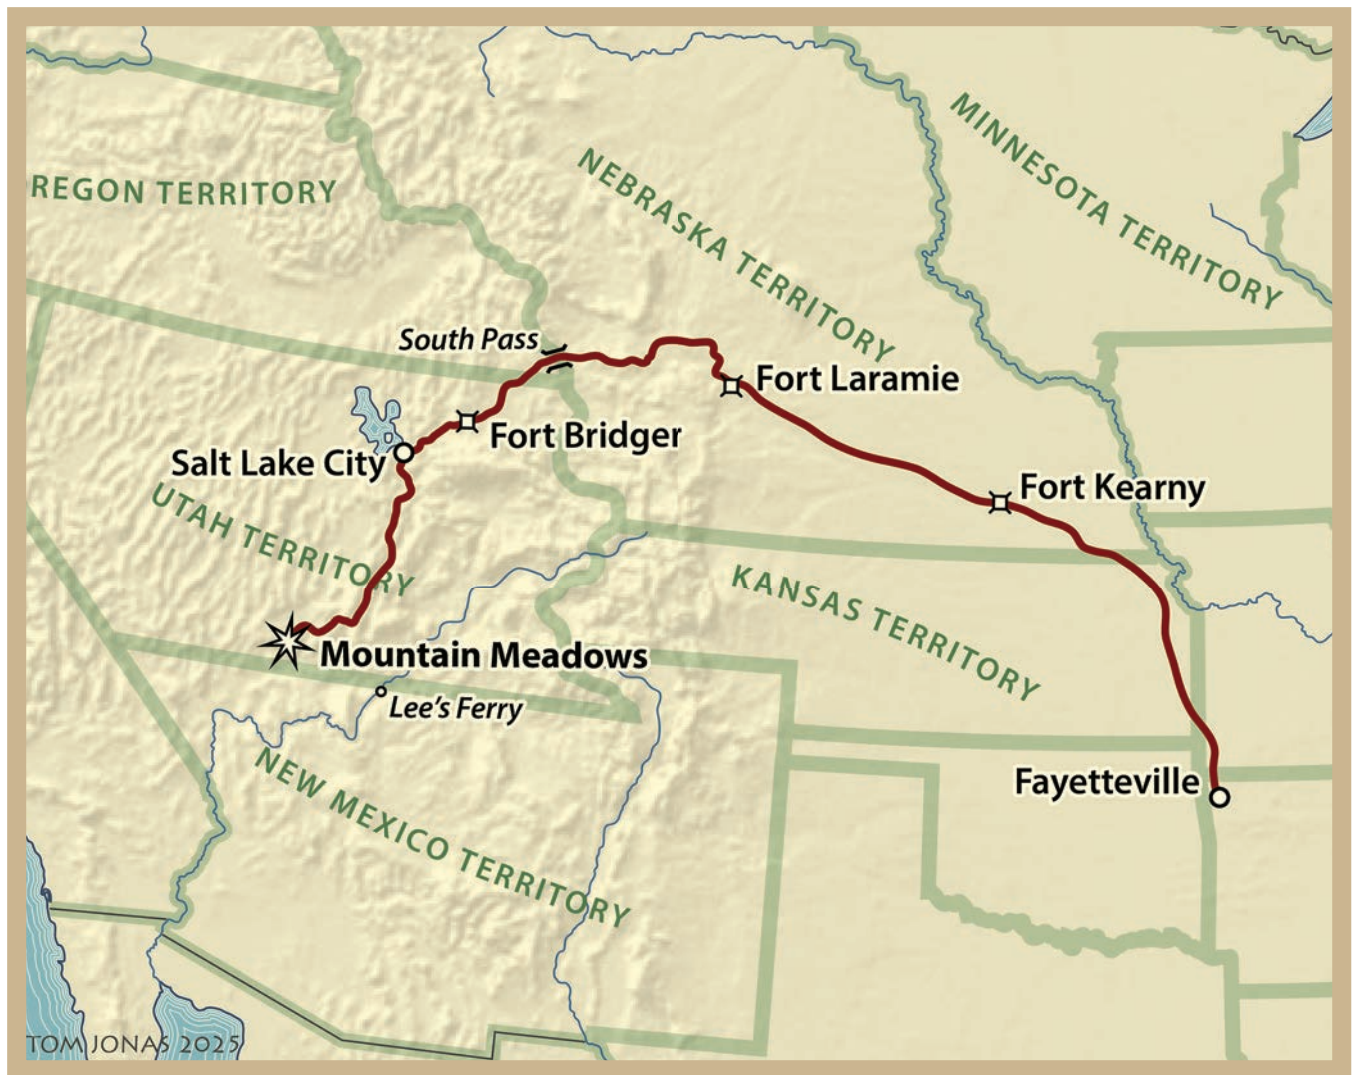 MINNESOTA TERRITORY
NEBRASKA TERRITORY
REGON TERRITORY
South Pass
Fort Laramie
Fort Bridger
Salt Lake City
Fort Kearny
UTAH TERRITORY
KANSAS TERRITORY
Mountain Meadows
Lee's Ferry
NEW MEXICO TERRITORY
Fayetteville
TOM JONAS 2025